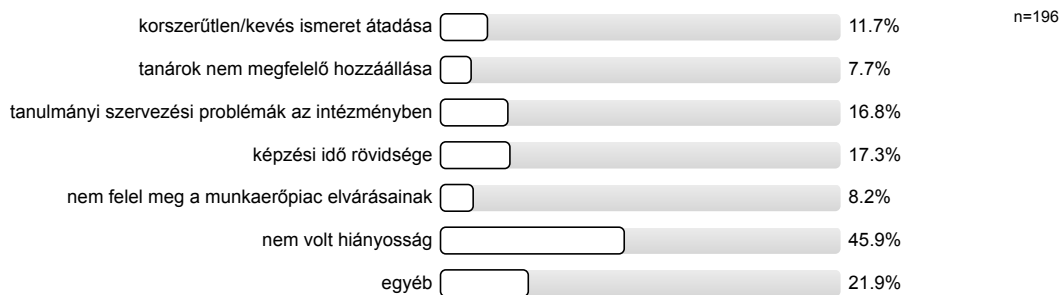 korszerűtlen/kevés ismeret átadása 11.7% n=196
tanárok nem megfelelő hozzáállása 7.7%
tanulmányi szervezési problémák az intézményben 16.8%
képzési idő rövidsége 17.3%
nem felel meg a munkaerőpiac elvárásainak 8.2%
nem volt hiányosság 45.9%
egyéb 21.9%